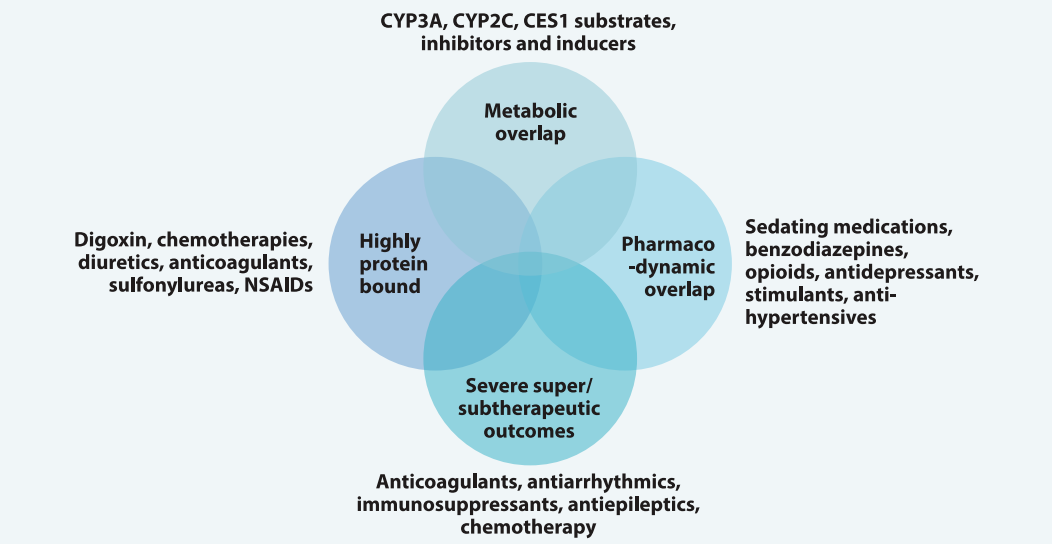 CYP3A, CYP2C, CES1 substrates,
inhibitors and inducers
Metabolic
overlap
Digoxin, chemotherapies,
diuretics, anticoagulants,
sulfonylureas, NSAIDs
Highly
protein
bound
Pharmaco
-dynamic
overlap
Sedating medications,
benzodiazepines,
opioids, antidepressants,
stimulants, anti-
hypertensives
Severe super/
subtherapeutic
outcomes
Anticoagulants, antiarrhythmics,
immunosuppressants, antiepileptics,
chemotherapy